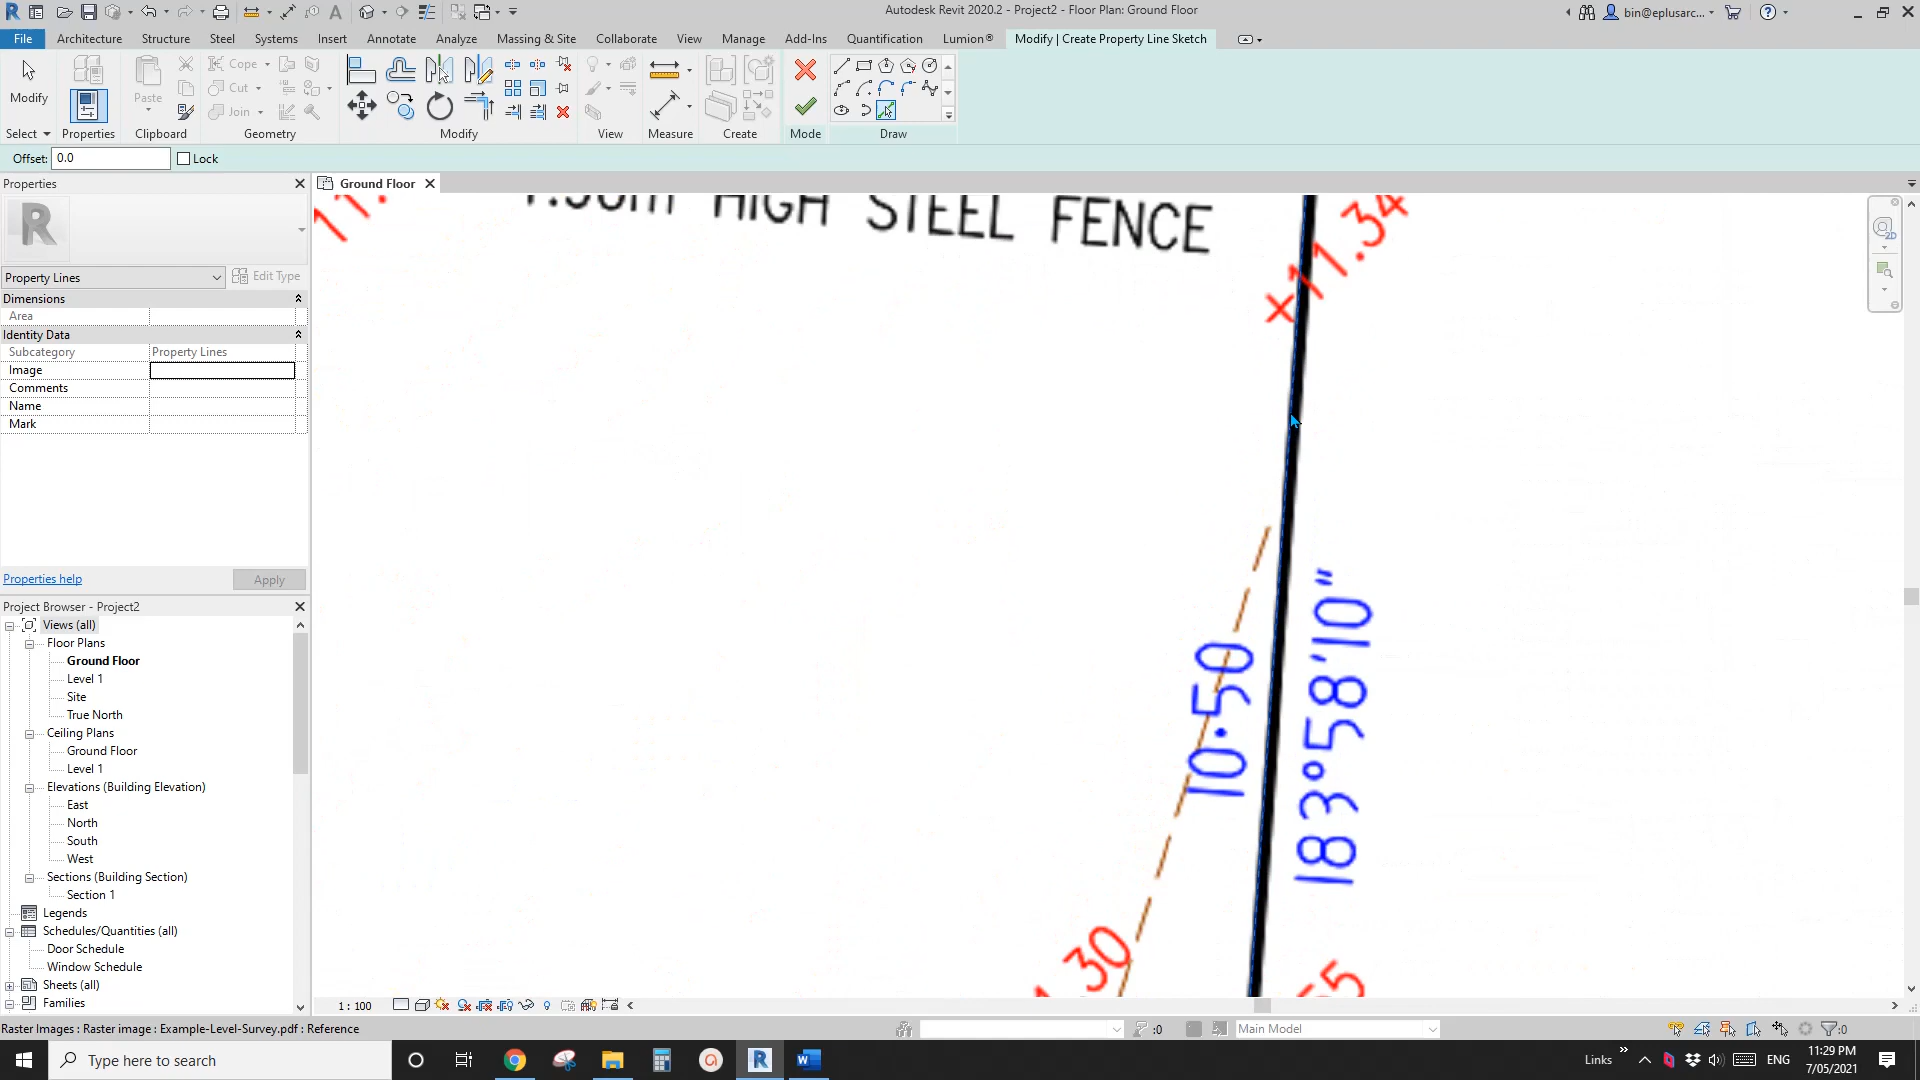 Autodesk Revit 2020.2 - Project2 - Floor Plan: Ground Floor
bin@eplusarc...
File Architecture Structure Steel Systems Insert Annotate Analyze Massing & Site Collaborate View Manage Add-Ins Quantification Lumion® Modify | Create Property Line Sketch
Modify
Paste
Cope
Cut
Join
Select Properties Clipboard Geometry Modify View Measure Create Mode Draw
Offset: 0.0 Lock
Properties
Ground Floor
Property Lines
Edit Type
Dimensions
Area
Identity Data
Subcategory Property Lines
Image
Comments
Name
Mark
Properties help
Apply
Project Browser - Project2
Views (all)
Floor Plans
Ground Floor
Level 1
Site
True North
Ceiling Plans
Ground Floor
Level 1
Elevations (Building Elevation)
East
North
South
West
Sections (Building Section)
Section 1
Legends
Schedules/Quantities (all)
Door Schedule
Window Schedule
Sheets (all)
Families
HIGH STEEL FENCE
×11.34
10·50
183°58'10"
1 : 100
Raster Images : Raster image : Example-Level-Survey.pdf : Reference
:0
Main Model
:0
Type here to search
Links
ENG
11:29 PM
7/05/2021